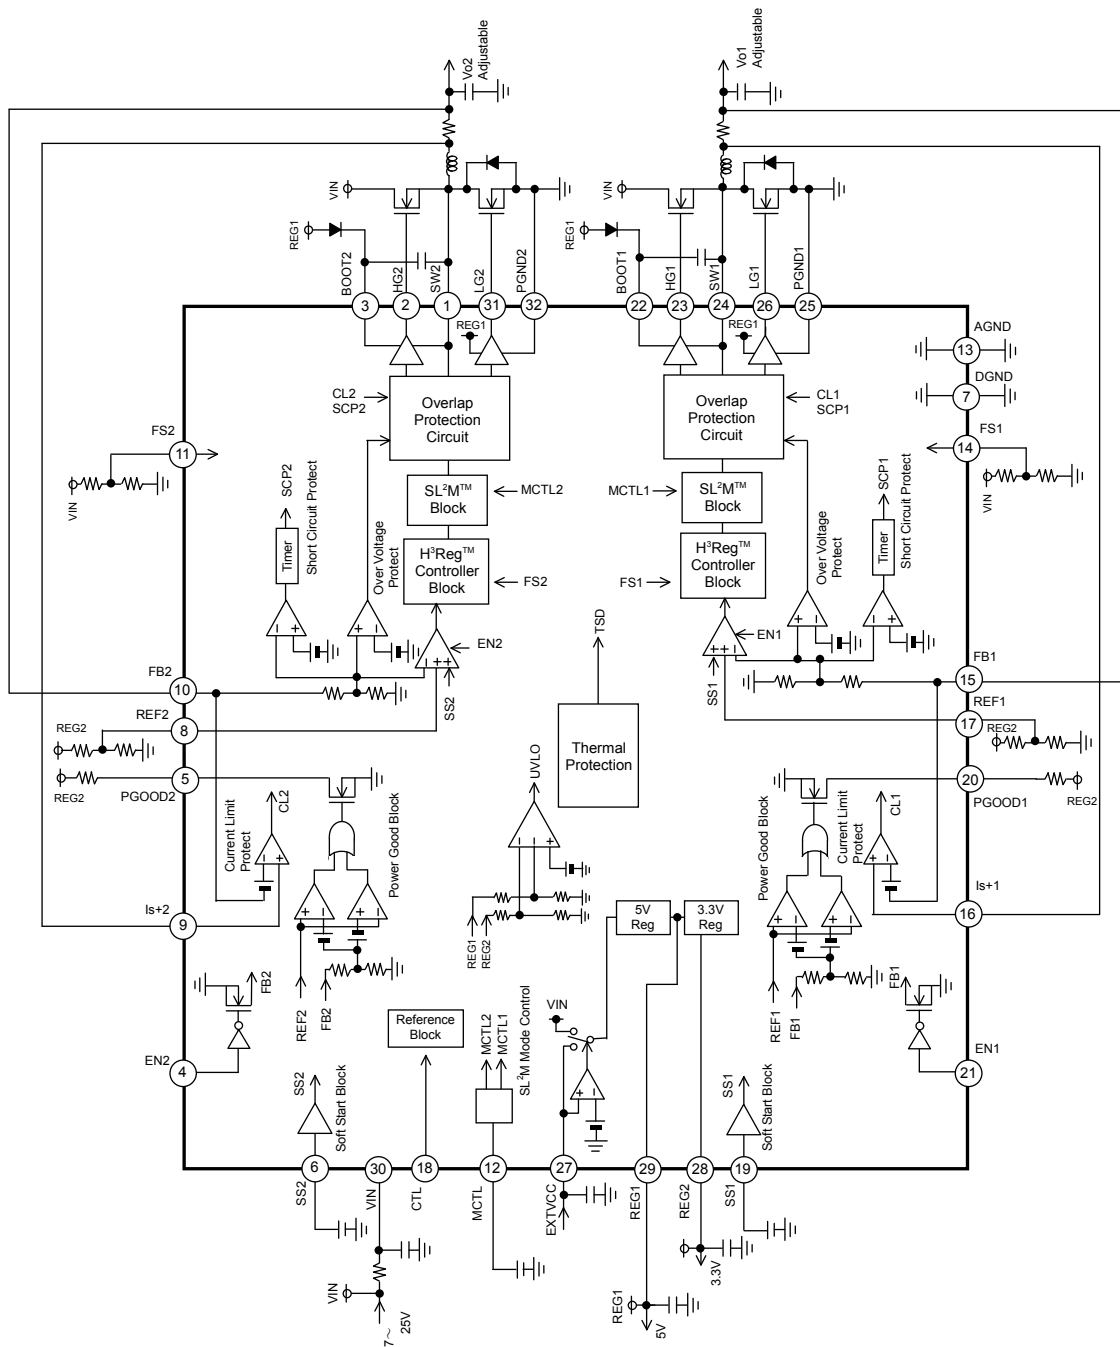 Vo2
Adjustable
Vo1
Adjustable
VIN
VIN
REG1
REG1
BOOT2
HG2
SW2
LG2
PGND2
BOOT1
HG1
SW1
LG1
PGND1
3
2
1
31
32
22
23
24
26
25
REG1
REG1
AGND
13
DGND
7
FS1
14
VIN
FS2
11
VIN
CL2
SCP2
Overlap
Protection
Circuit
Overlap
Protection
Circuit
CL1
SCP1
SCP2
Timer
Short Circuit Protect
Over Voltage
Protect
SL²M™
Block
MCTL2
MCTL1
SL²M™
Block
H³Reg™
Controller
Block
FS2
FS1
H³Reg™
Controller
Block
Over Voltage
Protect
SCP1
Timer
Short Circuit Protect
- +
+ -
- + +
EN2
SS2
TSD
+ + -
EN1
SS1
+ -
- +
FB2
10
FB1
15
REF2
8
REG2
REF1
17
REG2
5
PGOOD2
REG2
20
PGOOD1
REG2
Thermal
Protection
UVLO
- - +
REG1
REG2
Current Limit
Protect
CL2
- +
Power Good Block
+ -
+ -
Power Good Block
Current Limit
Protect
CL1
+ -
+ -
+ -
Is+2
9
Is+1
16
REF2
FB2
REF1
FB1
5V
Reg
3.3V
Reg
FB2
FB1
EN2
4
EN1
21
Reference
Block
MCTL2
MCTL1
SL²M Mode Control
VIN
+ -
SS2
Soft Start Block
SS1
Soft Start Block
6
30
18
12
27
29
28
19
SS2
VIN
CTL
MCTL
EXTVCC
REG1
REG2
SS1
VIN
7～
25V
REG1
5V
3.3V